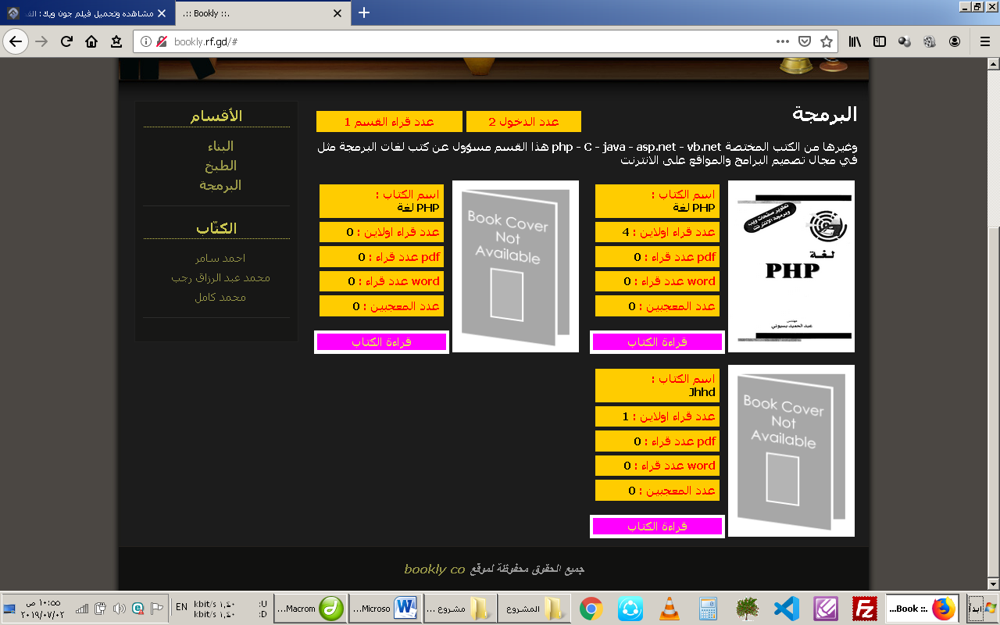 مشاهده وتحميل فيلم جون ويك: الف
.:: Bookly ::.
bookly.rf.gd/#
البرمجة
عدد الدخول 2
عدد قراء القسم 1
هذا القسم مسؤول عن كتب لغات البرمجة مثل php - C - java - asp.net - vb.net وغيرها من الكتب المختصة
في مجال تصميم البرامج والمواقع على الانترنت
الأقسام
البناء
الطبخ
البرمجة
الكتّاب
احمد سامر
محمد عبد الرزاق رجب
محمد كامل
تطوير صفحات ويب
وبرمجة الانترنت
لغة
PHP
مهندس
عبد الحميد بسيوني
اسم الكتاب :
لغة PHP
عدد قراء اولاين : 4
عدد قراء pdf : 0
عدد قراء word : 0
عدد المعجبين : 0
قراءة الكتاب
Book Cover
Not
Available
اسم الكتاب :
لغة PHP
عدد قراء اولاين : 0
عدد قراء pdf : 0
عدد قراء word : 0
عدد المعجبين : 0
قراءة الكتاب
Book Cover
Not
Available
اسم الكتاب :
Jhhd
عدد قراء اولاين : 1
عدد قراء pdf : 0
عدد قراء word : 0
عدد المعجبين : 0
قراءة الكتاب
جميع الحقوق محفوظة لموقع bookly co
ابدأ
...Book ::.
المشروع
مشروع ...
...Microso
...Macrom
U: ١,٤٠ kbit/s
D: ١,٤٠ kbit/s
EN
١٠:٥٥ ص
٢٠١٩/٠٧/٠٢